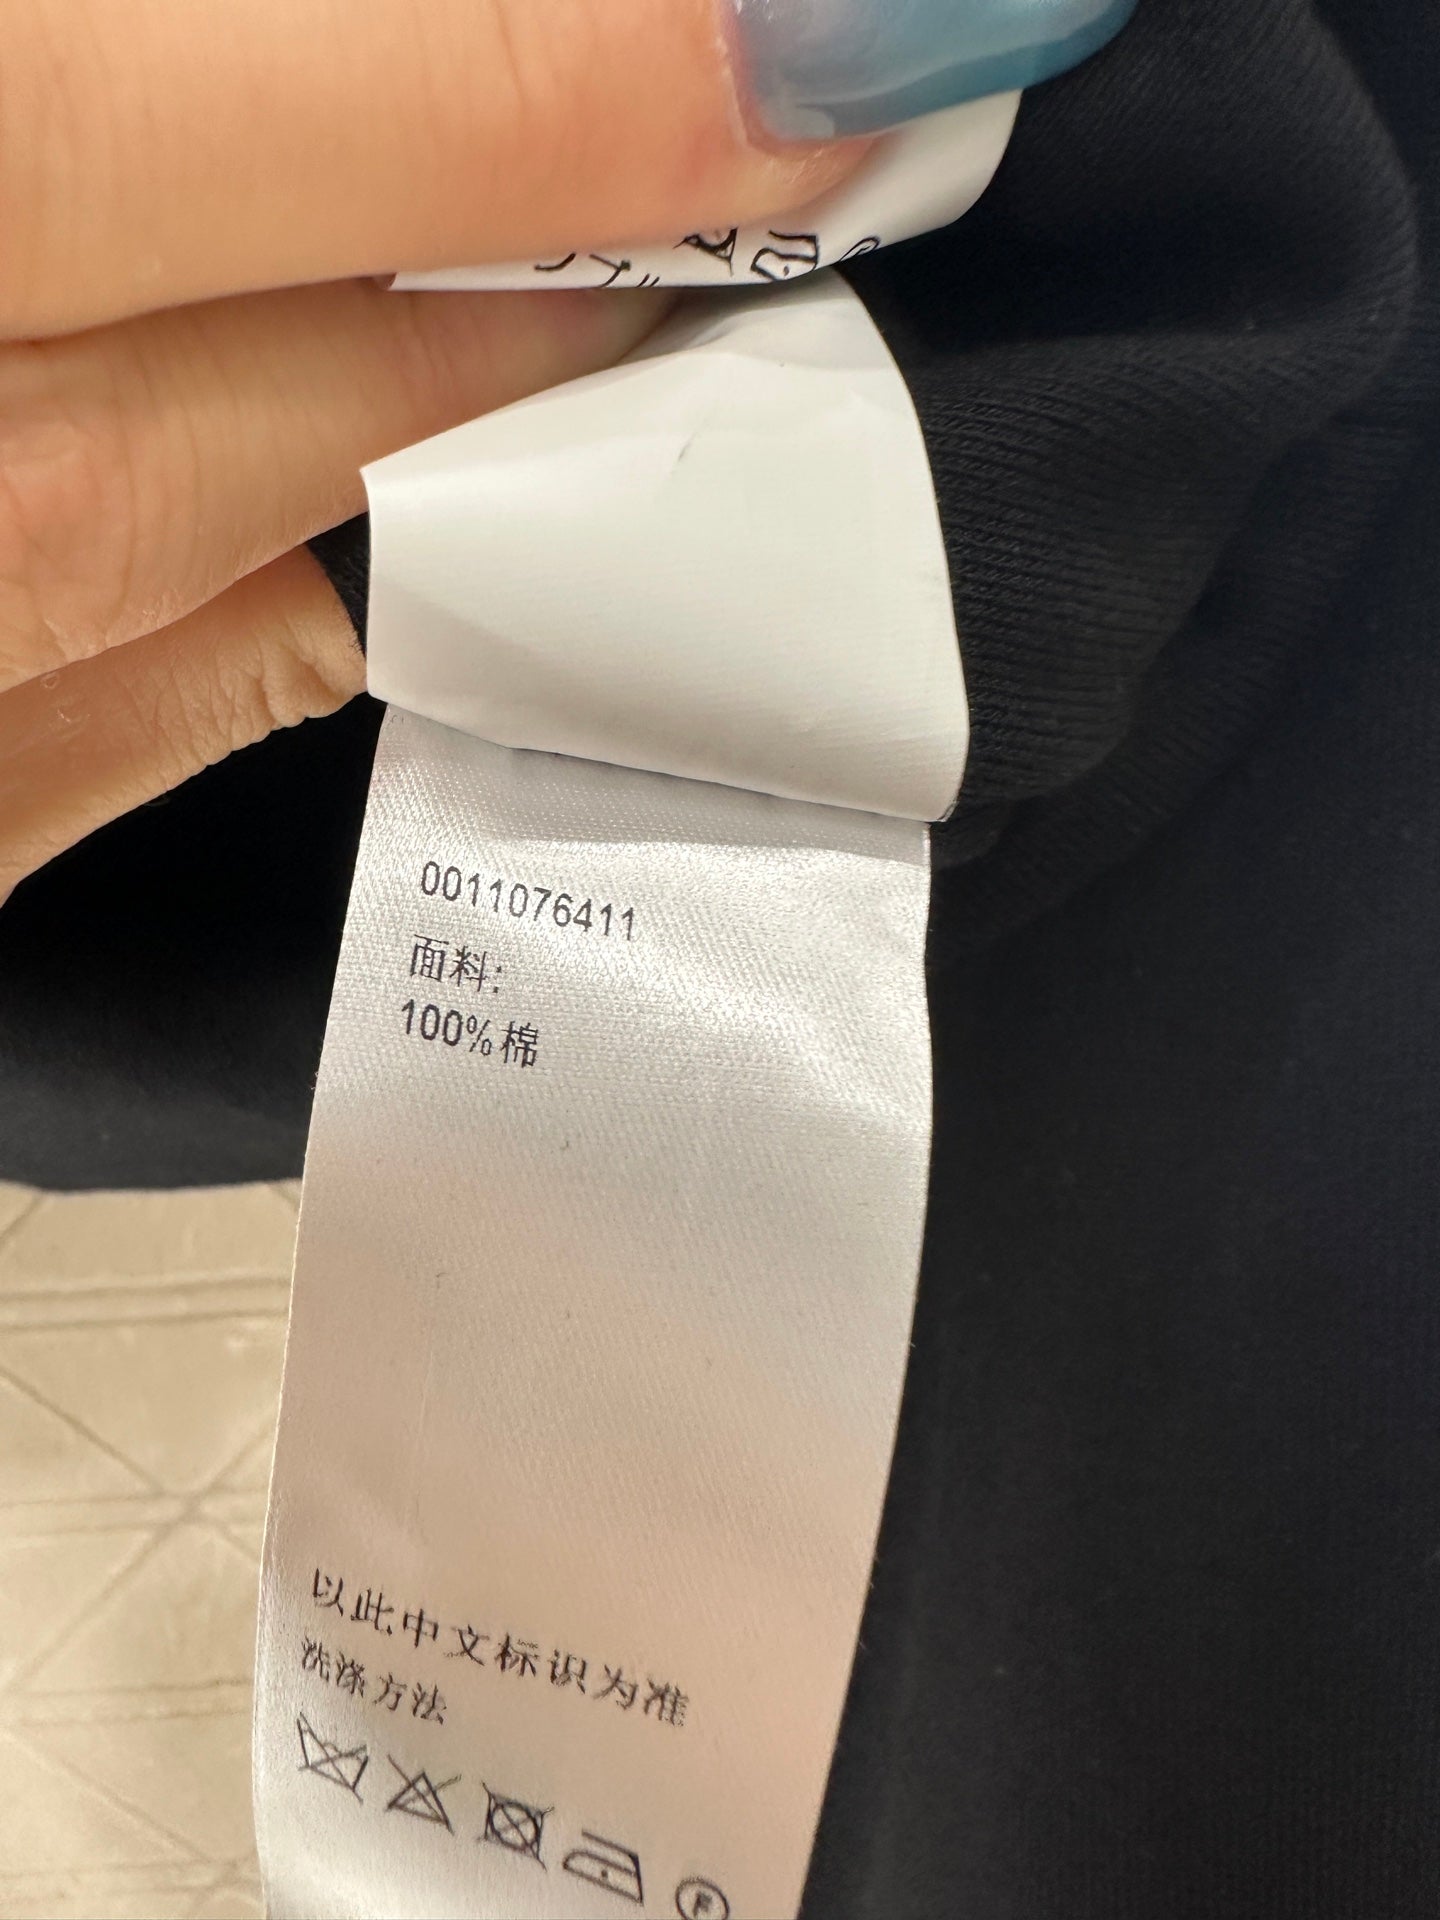 0011076411
面料:
100% 棉
以此中文标识为准
洗涤方法
F